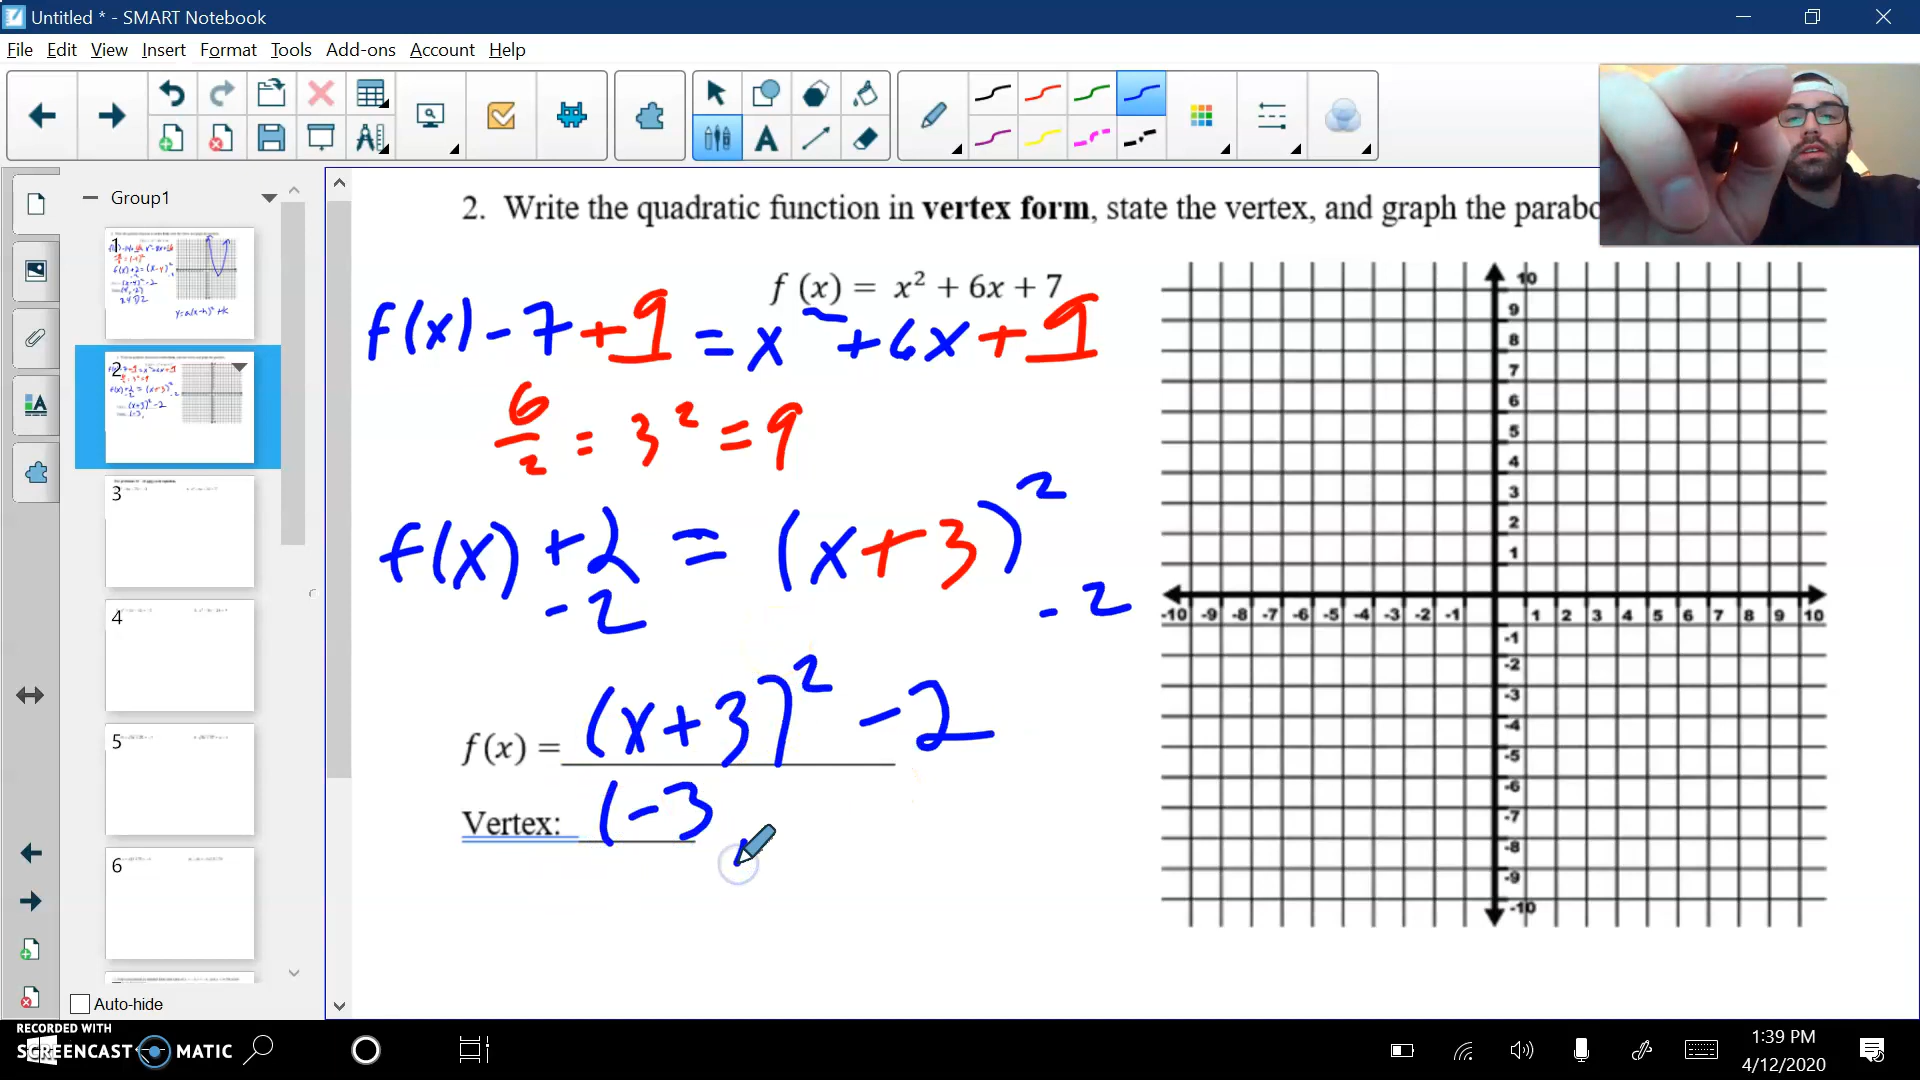 Untitled * - SMART Notebook
File Edit View Insert Format Tools Add-ons Account Help
Group1
1
2
3
4
5
6
Auto-hide
2. Write the quadratic function in vertex form, state the vertex, and graph the parabo
f (x) = x² + 6x + 7
f(x) - 7 + 9 = x² + 6x + 9
6/2 = 3² = 9
f(x) + 2 = (x + 3)²
- 2 - 2
f(x) = (x + 3)² - 2
Vertex: (-3
10
9
8
7
6
5
4
3
2
1
-10 -9 -8 -7 -6 -5 -4 -3 -2 -1 1 2 3 4 5 6 7 8 9 10
-1
-2
-3
-4
-5
-6
-7
-8
-9
-10
RECORDED WITH
SCREENCAST MATIC
1:39 PM
4/12/2020